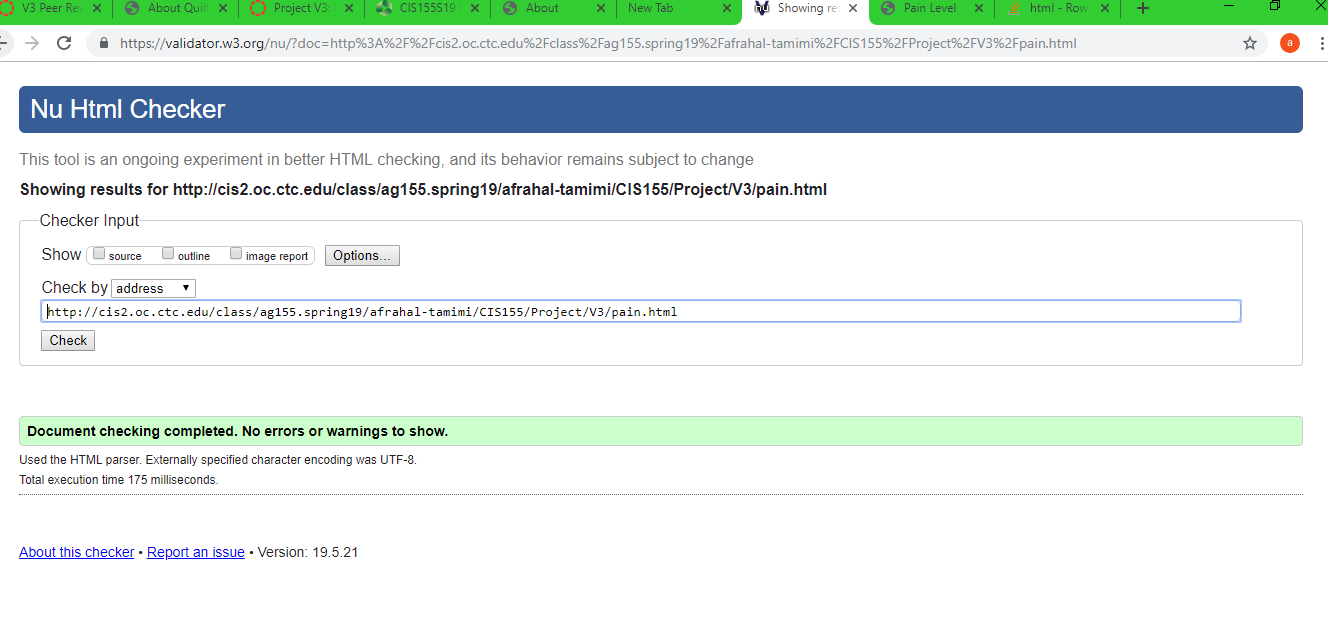 V3 Peer Rev
About Quil
Project V3:
CIS155S19
About
New Tab
Showing re
Pain Level
html - Row
https://validator.w3.org/nu/?doc=http%3A%2F%2Fcis2.oc.ctc.edu%2Fclass%2Fag155.spring19%2Fafrahal-tamimi%2FCIS155%2FProject%2FV3%2Fpain.html
a
Nu Html Checker
This tool is an ongoing experiment in better HTML checking, and its behavior remains subject to change
Showing results for http://cis2.oc.ctc.edu/class/ag155.spring19/afrahal-tamimi/CIS155/Project/V3/pain.html
Checker Input
Show source outline image report Options...
Check by address
http://cis2.oc.ctc.edu/class/ag155.spring19/afrahal-tamimi/CIS155/Project/V3/pain.html
Check
Document checking completed. No errors or warnings to show.
Used the HTML parser. Externally specified character encoding was UTF-8.
Total execution time 175 milliseconds.
About this checker • Report an issue • Version: 19.5.21